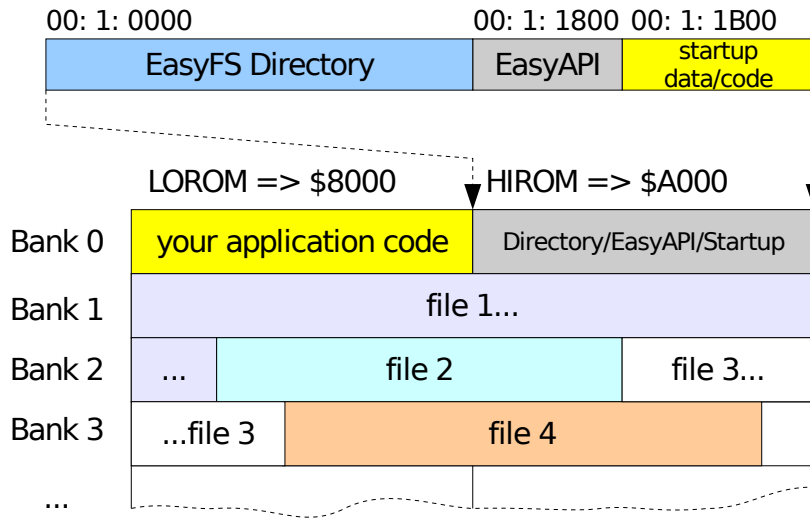 00: 1: 0000
00: 1: 1800
00: 1: 1B00
EasyFS Directory
EasyAPI
startup
data/code
LOROM => $8000
HIROM => $A000
Bank 0
your application code
Directory/EasyAPI/Startup
Bank 1
file 1...
Bank 2
...
file 2
file 3...
Bank 3
...file 3
file 4
...